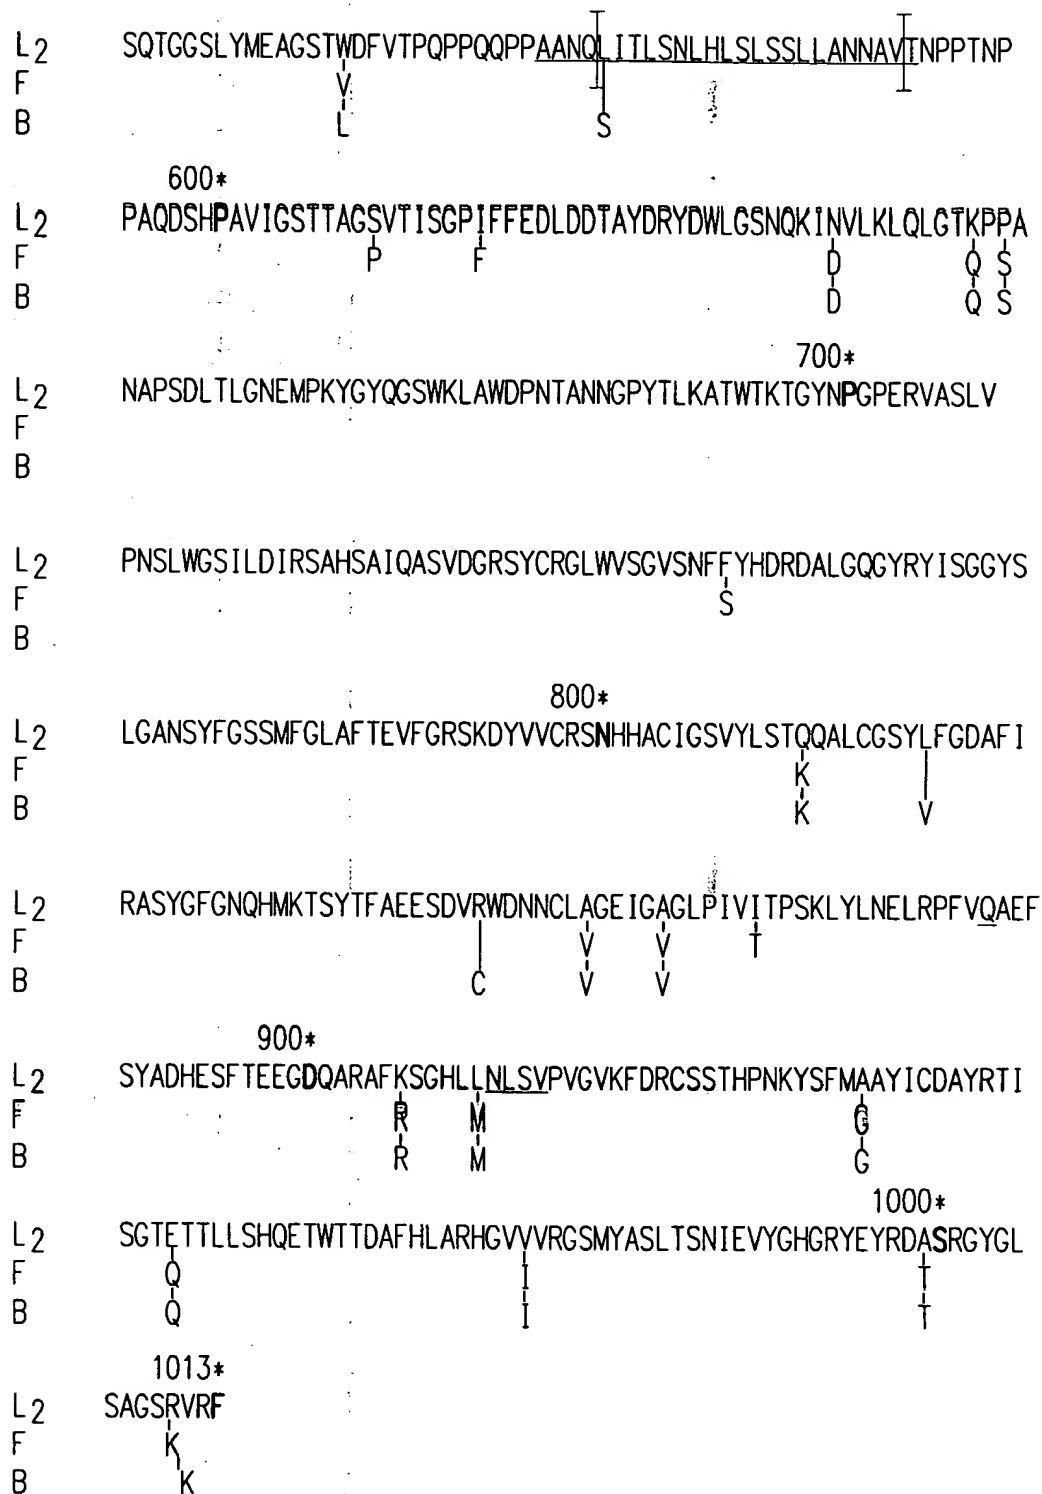 L2 SQTGGSLYMEAGSTWDFVTPQPPQQPPAANQLITLSNLHLSLSSLLANNAVTNPPTNP
F V
B L S
600*
L2 PAQDSHPAVIGSTTAGSVTISGPIFFEDLDDTAYDRYDWLGSNQKINVLKLQLGTKPPA
F P F D Q S
B D Q S
700*
L2 NAPSDLTLGNEMPKYGYQGSWKLAWDPNTANNGPYTLKATWTKTGYNPGPERVASLV
F
B
L2 PNSLWGSILDIRSAHSAIQASVDGRSYCRGLWVSGVSNFFYHDRDALGQGYRYISGGYS
F S
B
800*
L2 LGANSYFGSSMFGLAFTEVFGRSKDYVVCRSNHHACIGSVYLSTQQALCGSYLFGDAFI
F K
B K V
L2 RASYGFGNQHMKTSYTFAEESDVRWDNNCLAGEIGAGLPIVITPSKLYLNELRPFVQAEF
F V V T
B C V V
900*
L2 SYADHESFTEEGDQARAFKSGHLLNLSVPVGVKFDRCSSTHPNKYSFMAAYICDAYRTI
F R M G
B R M G
1000*
L2 SGTETTLLSHQETWTTDAFHLARHGVVVRGSMYASLTSNIEVYGHGRYEYRDASRGYGL
F Q I T
B Q I T
1013*
L2 SAGSRVRF
F K
B K